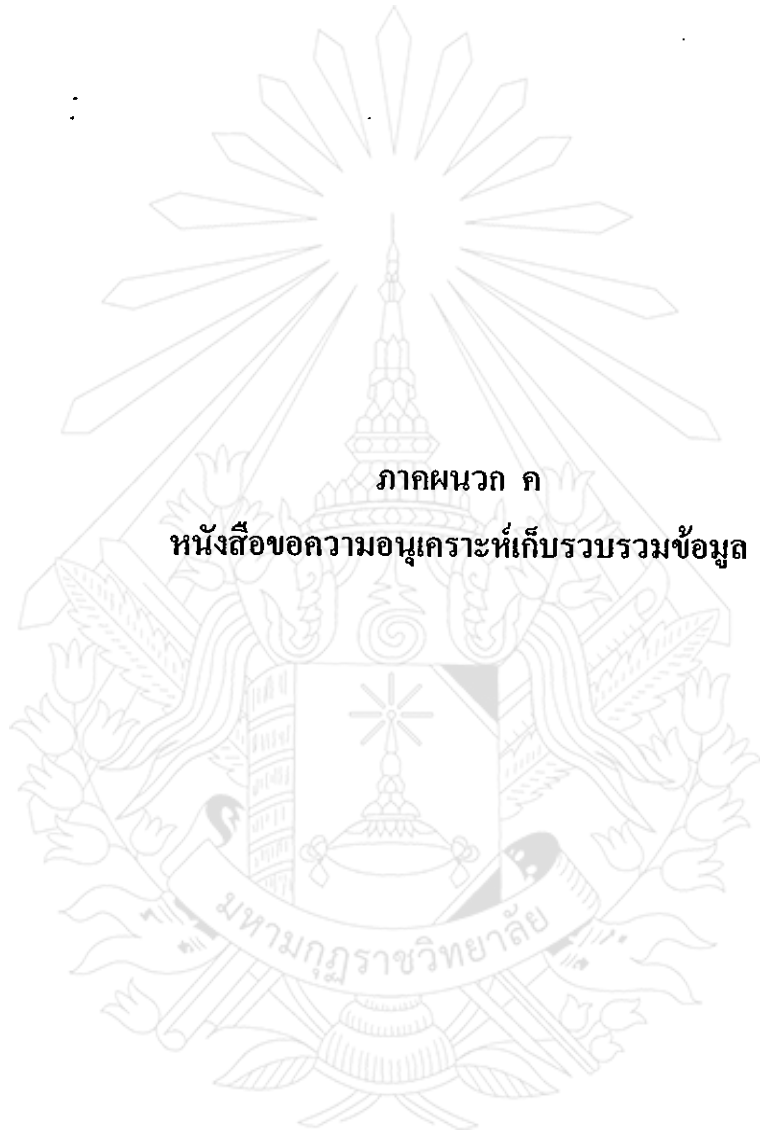 ภาคผนวก ค
หนังสือขอความอนุเคราะห์เก็บรวบรวมข้อมูล
มหามกุฏราชวิทยาลัย